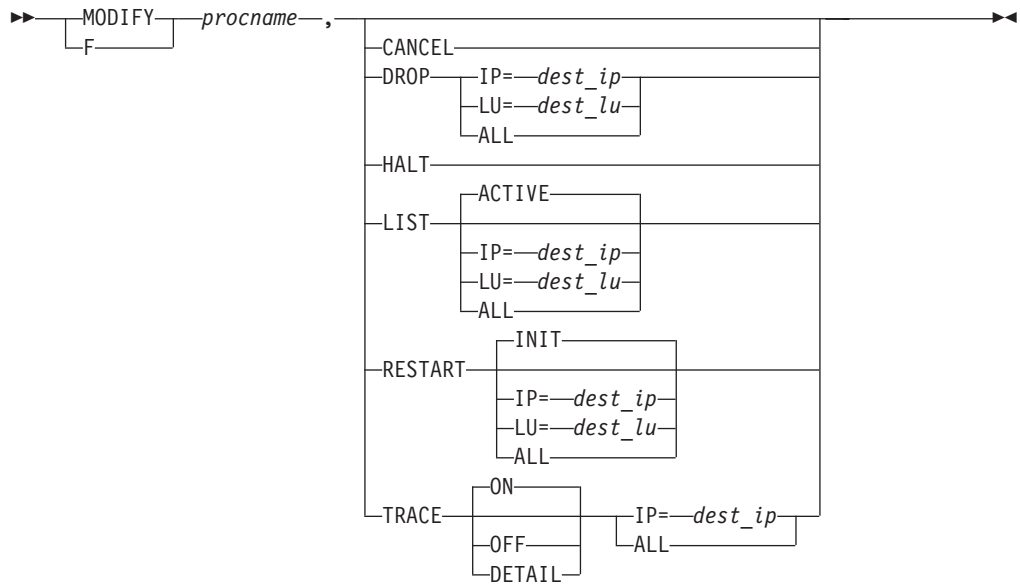 MODIFY procname ,
F
CANCEL
DROP IP= dest_ip
LU= dest_lu
ALL
HALT
ACTIVE
LIST
IP= dest_ip
LU= dest_lu
ALL
INIT
RESTART
IP= dest_ip
LU= dest_lu
ALL
ON
TRACE IP= dest_ip
OFF ALL
DETAIL